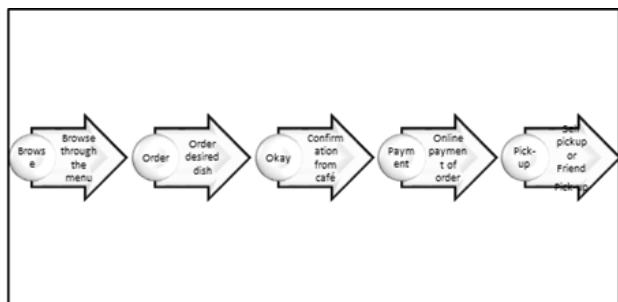 Brows
e
Browse
through
the
menu
Order
Order
desired
dish
Okay
Confirm
ation
from
café
Paym
ent
Online
paymen
t of
order
Pick-
up
Self
pickup
or
Friend
Pick-up